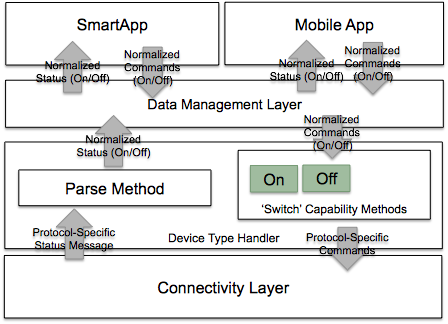 SmartApp
Mobile App
Normalized
Status (On/Off)
Normalized
Commands
(On/Off)
Normalized
Status (On/Off)
Normalized
Commands
(On/Off)
Data Management Layer
Normalized
Status (On/Off)
Normalized
Commands
(On/Off)
On
Off
Parse Method
'Switch' Capability Methods
Protocol-Specific
Status Message
Device Type Handler
Protocol-Specific
Commands
Connectivity Layer